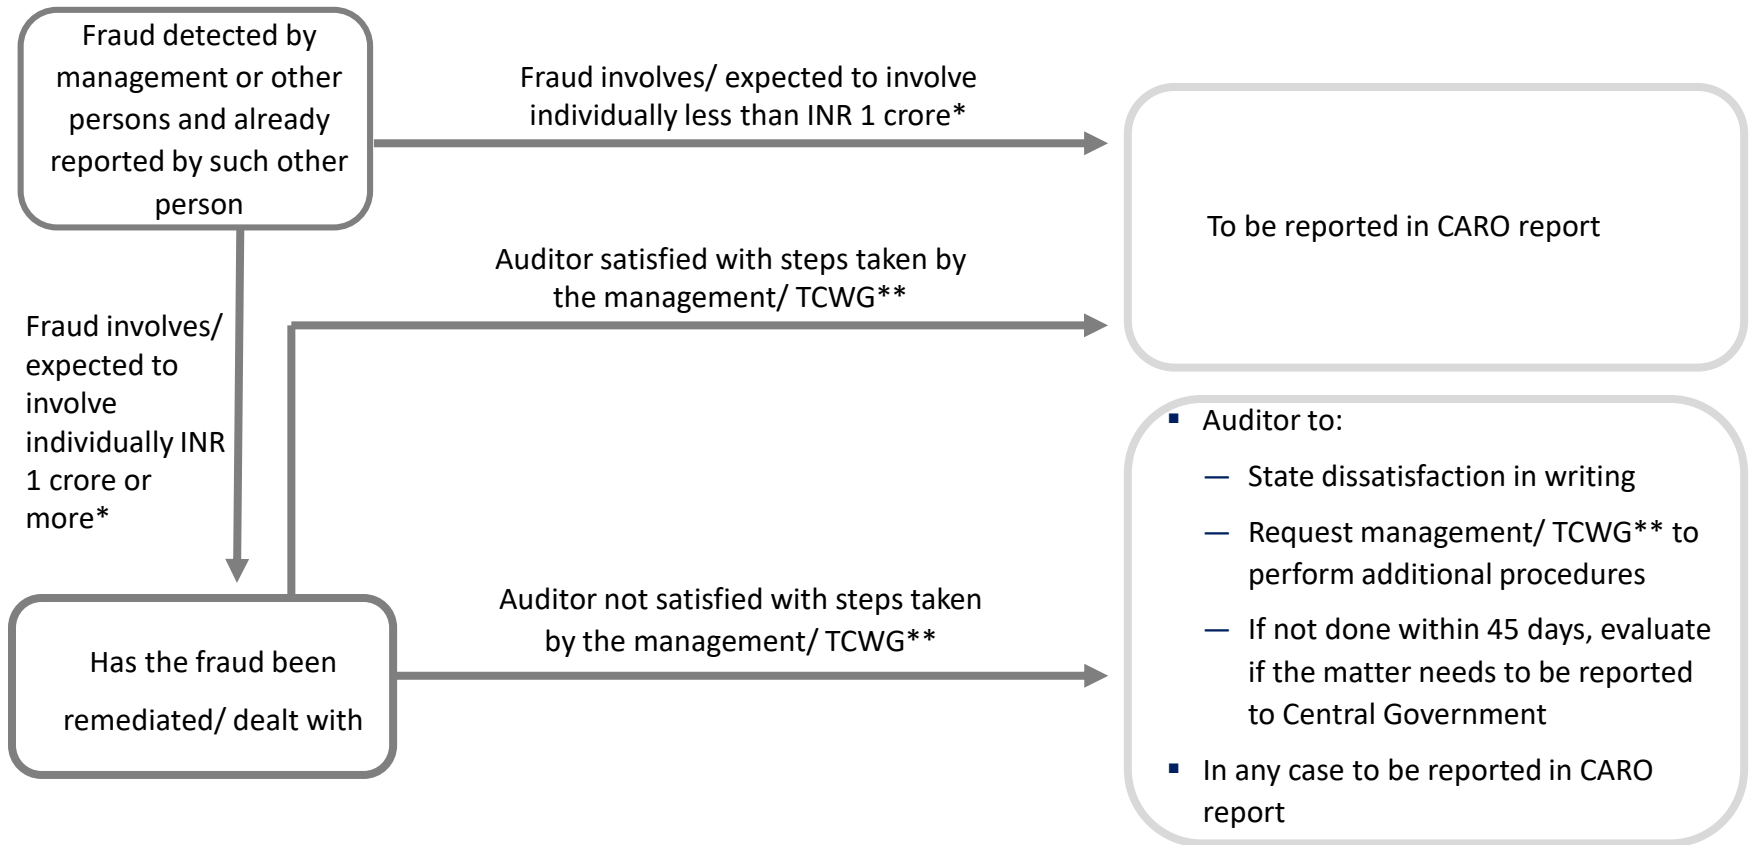 Fraud detected by
management or other
persons and already
reported by such other
person
Fraud involves/ expected to involve
individually less than INR 1 crore*
To be reported in CARO report
Auditor satisfied with steps taken by
the management/ TCWG**
Fraud involves/
expected to
involve
individually INR
1 crore or
more*
Has the fraud been
remediated/ dealt with
Auditor not satisfied with steps taken
by the management/ TCWG**
▪ Auditor to:
— State dissatisfaction in writing
— Request management/ TCWG** to
perform additional procedures
— If not done within 45 days, evaluate
if the matter needs to be reported
to Central Government
▪ In any case to be reported in CARO
report